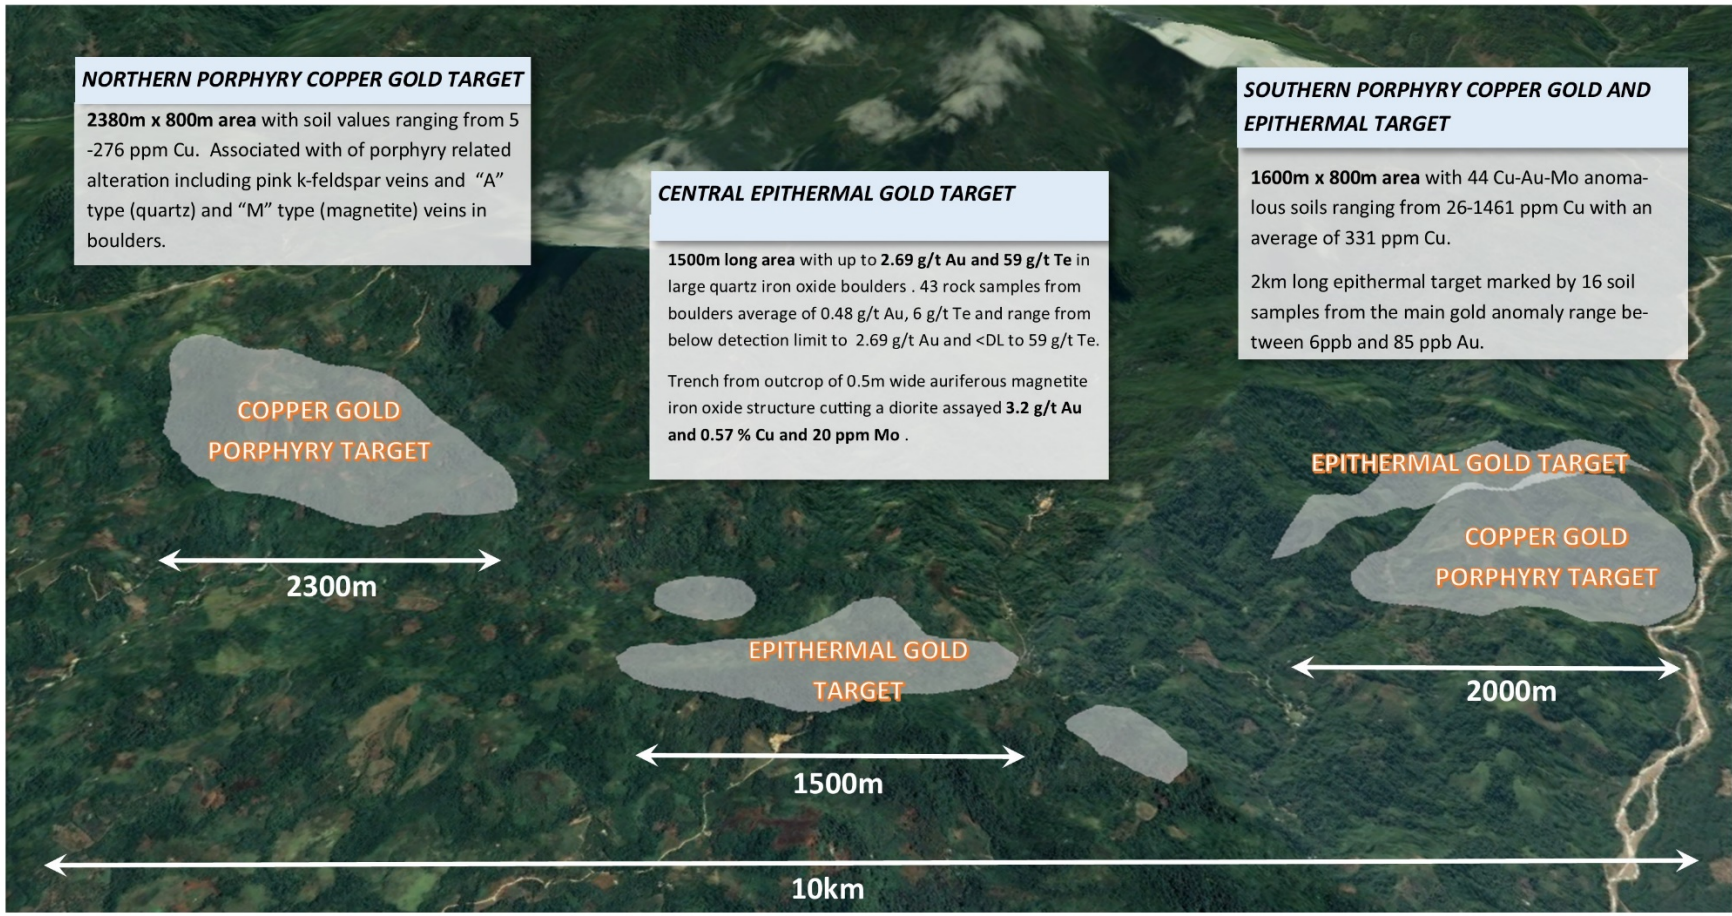 NORTHERN PORPHYRY COPPER GOLD TARGET
2380m x 800m area with soil values ranging from 5
-276 ppm Cu.  Associated with of porphyry related
alteration including pink k-feldspar veins and  “A”
type (quartz) and “M” type (magnetite) veins in
boulders.
CENTRAL EPITHERMAL GOLD TARGET
1500m long area with up to 2.69 g/t Au and 59 g/t Te in
large quartz iron oxide boulders . 43 rock samples from
boulders average of 0.48 g/t Au, 6 g/t Te and range from
below detection limit to  2.69 g/t Au and <DL to 59 g/t Te.
Trench from outcrop of 0.5m wide auriferous magnetite
iron oxide structure cutting a diorite assayed 3.2 g/t Au
and 0.57 % Cu and 20 ppm Mo .
SOUTHERN PORPHYRY COPPER GOLD AND
EPITHERMAL TARGET
1600m x 800m area with 44 Cu-Au-Mo anoma-
lous soils ranging from 26-1461 ppm Cu with an
average of 331 ppm Cu.
2km long epithermal target marked by 16 soil
samples from the main gold anomaly range be-
tween 6ppb and 85 ppb Au.
COPPER GOLD
PORPHYRY TARGET
2300m
EPITHERMAL GOLD
TARGET
1500m
EPITHERMAL GOLD TARGET
COPPER GOLD
PORPHYRY TARGET
2000m
10km